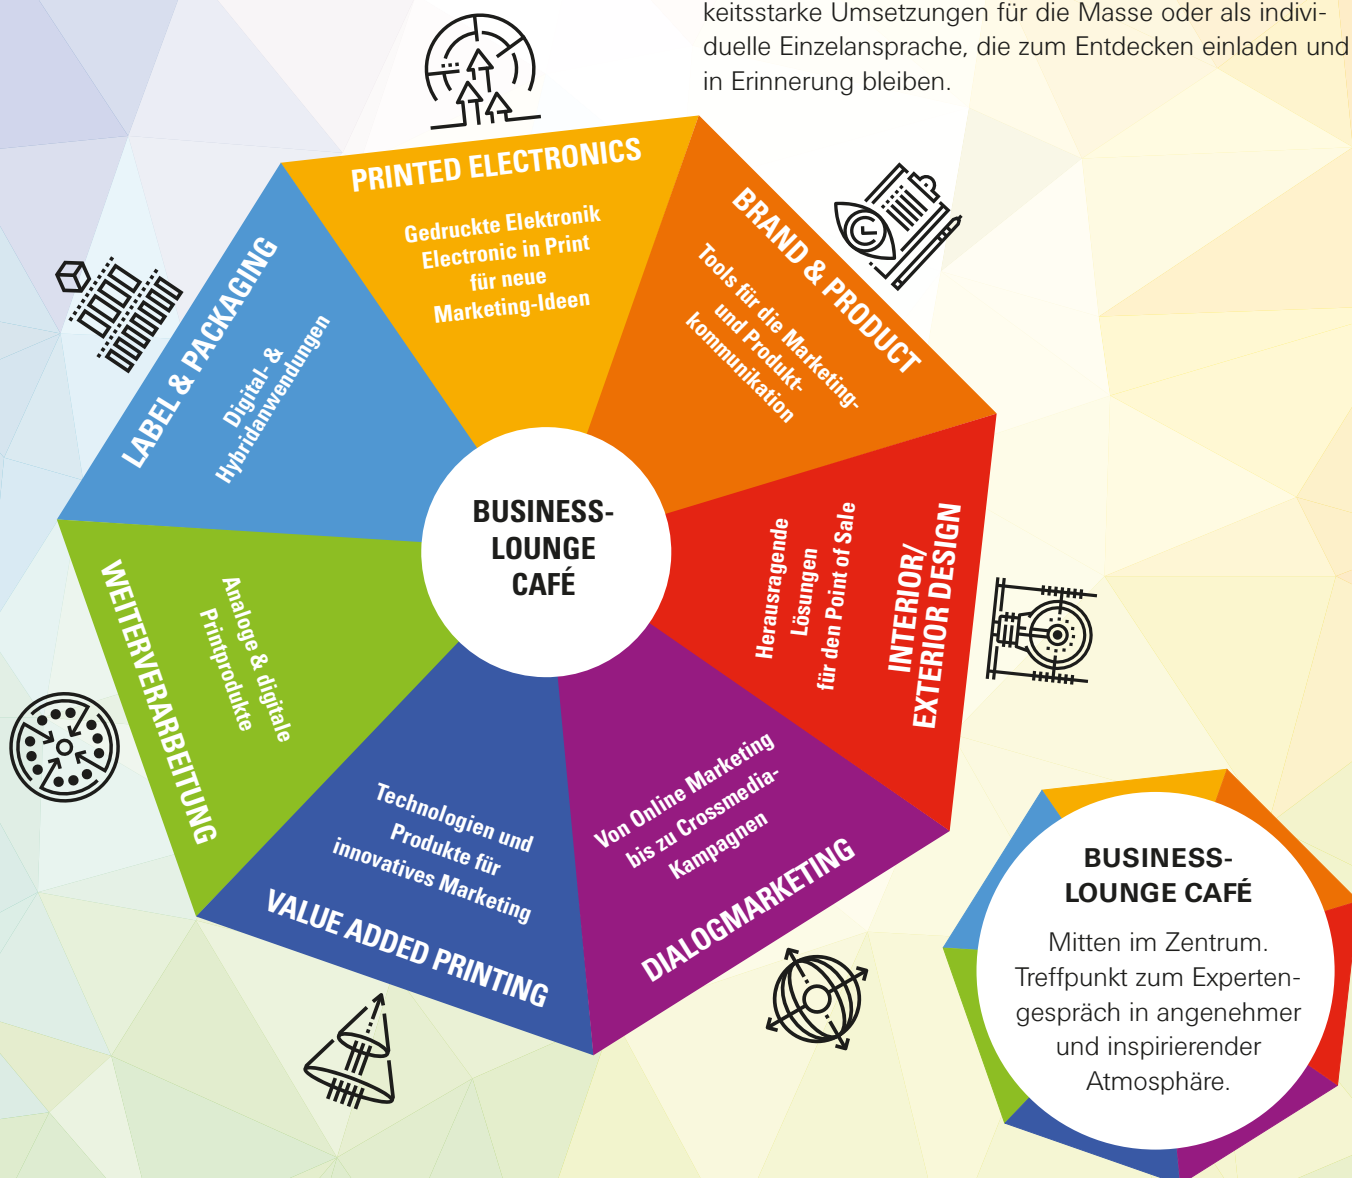 keitsstarke Umsetzungen für die Masse oder als indivi-
duelle Einzelansprache, die zum Entdecken einladen und
in Erinnerung bleiben.
PRINTED ELECTRONICS
Gedruckte Elektronik
Electronic in Print
für neue
Marketing-Ideen
BRAND & PRODUCT
Tools für die Marketing-
und Produkt-
kommunikation
INTERIOR/
EXTERIOR DESIGN
Herausragende
Lösungen
für den Point of Sale
Von Online Marketing
bis zu Crossmedia-
Kampagnen
DIALOGMARKETING
Technologien und
Produkte für
innovatives Marketing
VALUE ADDED PRINTING
WEITERVERARBEITUNG
Analoge & digitale
Printprodukte
LABEL & PACKAGING
Digital- &
Hybridanwendungen
BUSINESS-
LOUNGE
CAFÉ
BUSINESS-
LOUNGE CAFÉ
Mitten im Zentrum.
Treffpunkt zum Experten-
gespräch in angenehmer
und inspirierender
Atmosphäre.